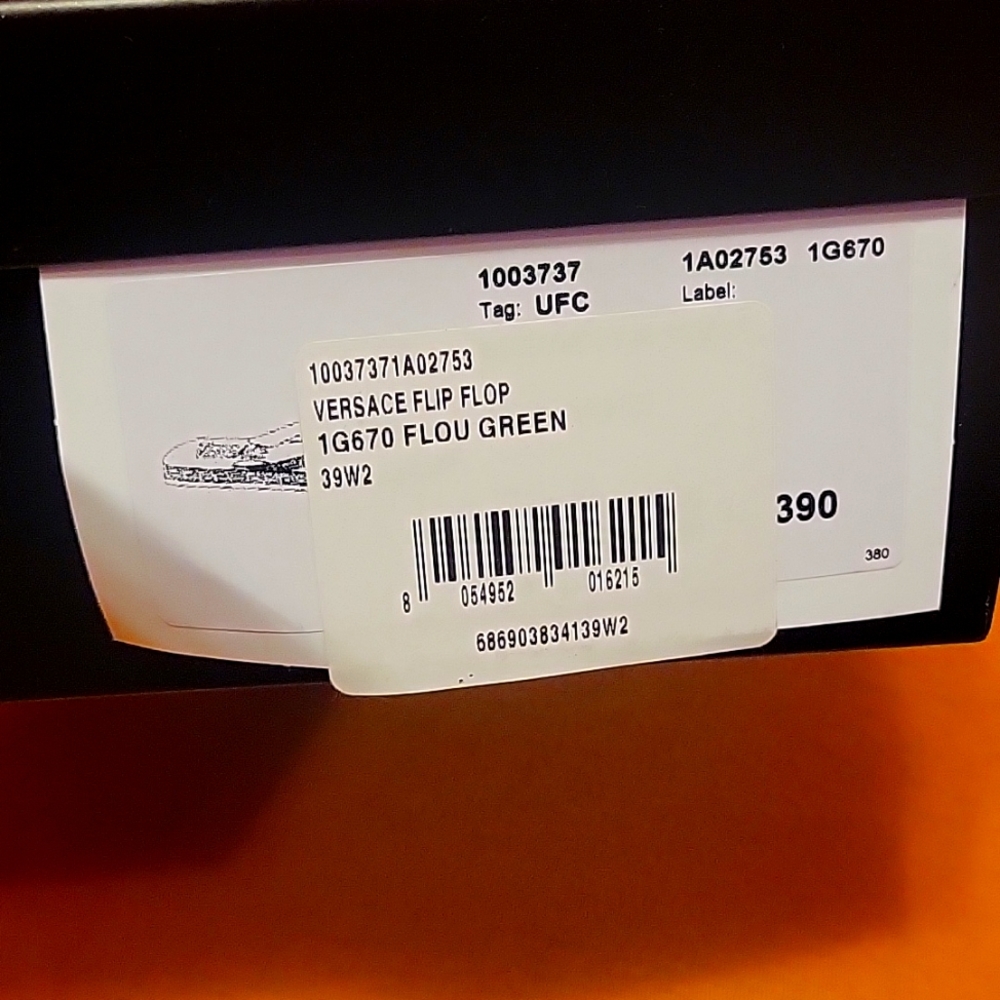 1003737 1A02753 1G670
Tag: UFC Label:
10037371A02753
VERSACE FLIP FLOP
1G670 FLOU GREEN
39W2
390
380
8 054952 016215
686903834139W2